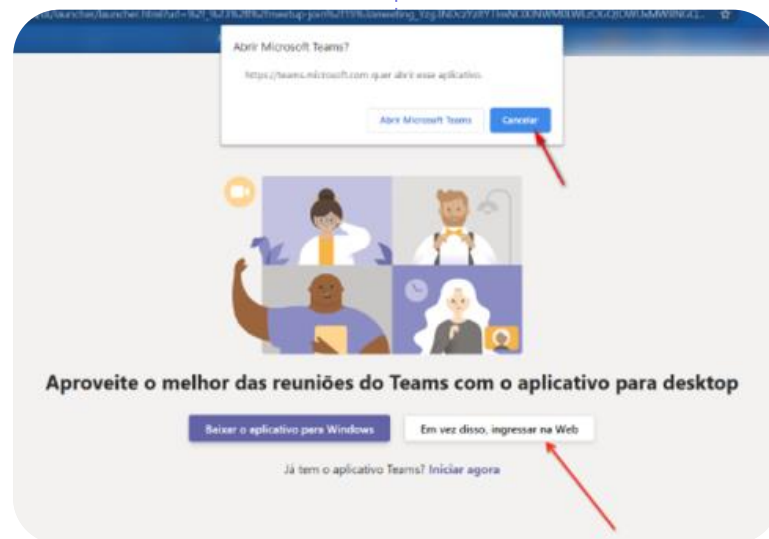 Abrir Microsoft Teams?
https://teams.microsoft.com quer abrir esse aplicativo.
Abrir Microsoft Teams Cancelar
Aproveite o melhor das reuniões do Teams com o aplicativo para desktop
Baixar o aplicativo para Windows Em vez disso, ingressar na Web
Já tem o aplicativo Teams? Iniciar agora